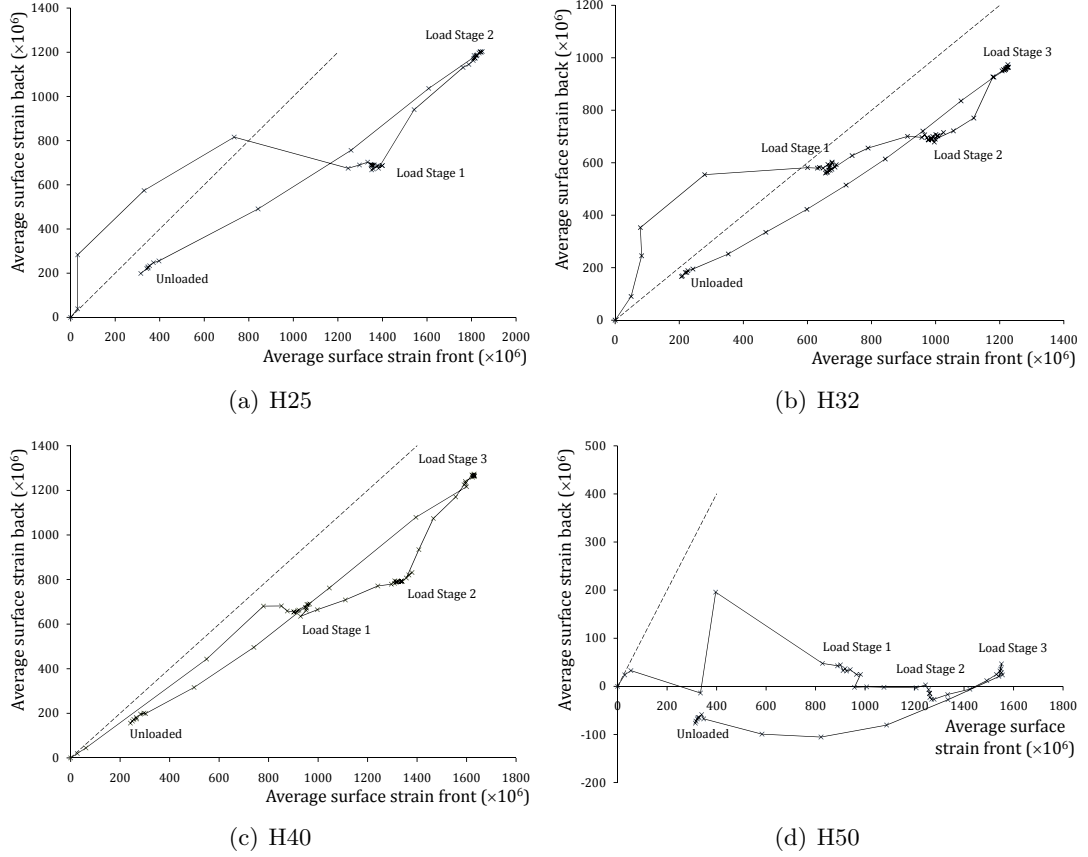 Average surface strain back (×10⁶)
1400
1200
1000
800
600
400
200
0
Load Stage 2
Load Stage 1
Unloaded
0 200 400 600 800 1000 1200 1400 1600 1800 2000
Average surface strain front (×10⁶)
(a) H25
Average surface strain back (×10⁶)
1200
1000
800
600
400
200
0
Load Stage 3
Load Stage 1
Load Stage 2
Unloaded
0 200 400 600 800 1000 1200 1400
Average surface strain front (×10⁶)
(b) H32
Average surface strain back (×10⁶)
1400
1200
1000
800
600
400
200
0
Load Stage 3
Load Stage 2
Load Stage 1
Unloaded
0 200 400 600 800 1000 1200 1400 1600 1800
Average surface strain front (×10⁶)
(c) H40
Average surface strain back (×10⁶)
500
400
300
200
100
0
-100
-200
Load Stage 1
Load Stage 3
Load Stage 2
0 200 400 600 800 1000 1200 1400 1600 1800
Unloaded
Average surface
strain front (×10⁶)
(d) H50